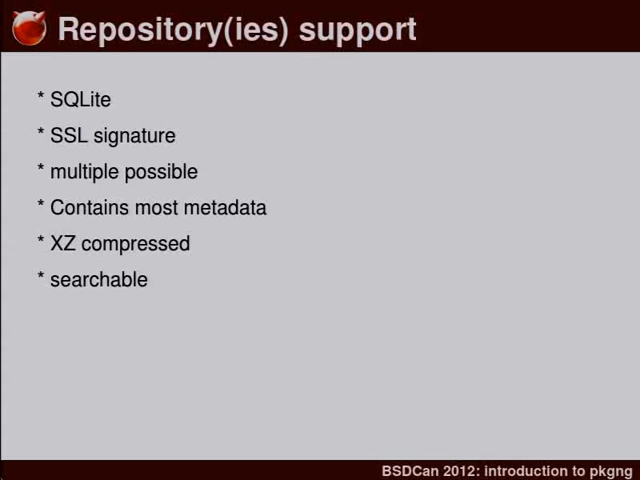 Repository(ies) support
* SQLite
* SSL signature
* multiple possible
* Contains most metadata
* XZ compressed
* searchable
BSDCan 2012: introduction to pkgng